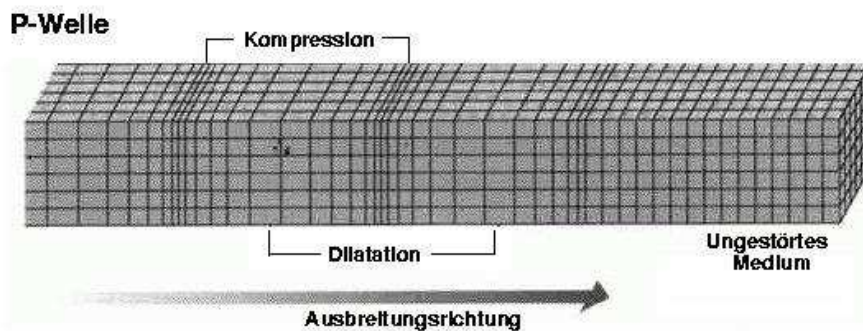 P-Welle
Kompression
Dilatation
Ungestörtes
Medium
Ausbreitungsrichtung